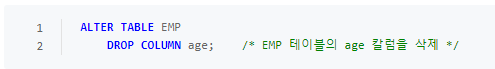 1 ALTER TABLE EMP
2 DROP COLUMN age; /* EMP 테이블의 age 칼럼을 삭제 */